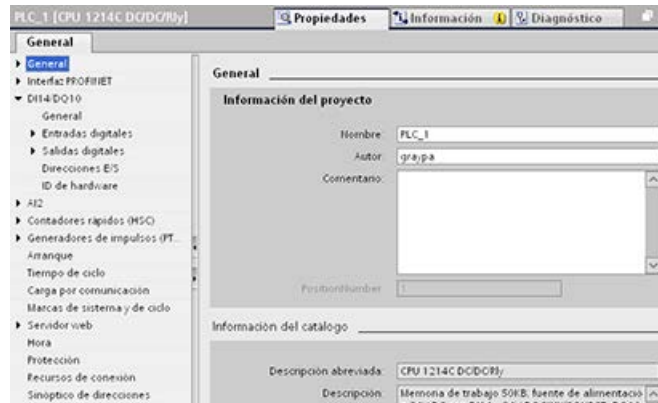 PLC_1 [CPU 1214C DC/DC/Rly]
Propiedades
Información
Diagnóstico
General
General
Interfaz PROFINET
DI14/DQ10
General
Entradas digitales
Salidas digitales
Direcciones E/S
ID de hardware
AI2
Contadores rápidos (HSC)
Generadores de impulsos (PT...
Arranque
Tiempo de ciclo
Carga por comunicación
Marcas de sistema y de ciclo
Servidor web
Hora
Protección
Recursos de conexión
Sinóptico de direcciones
General
Información del proyecto
Nombre: PLC_1
Autor: graypa
Comentario:
PositionNumber 1
Información del catálogo
Descripción abreviada: CPU 1214C DC/DC/Rly
Descripción: Memoria de trabajo 50KB; fuente de alimentació